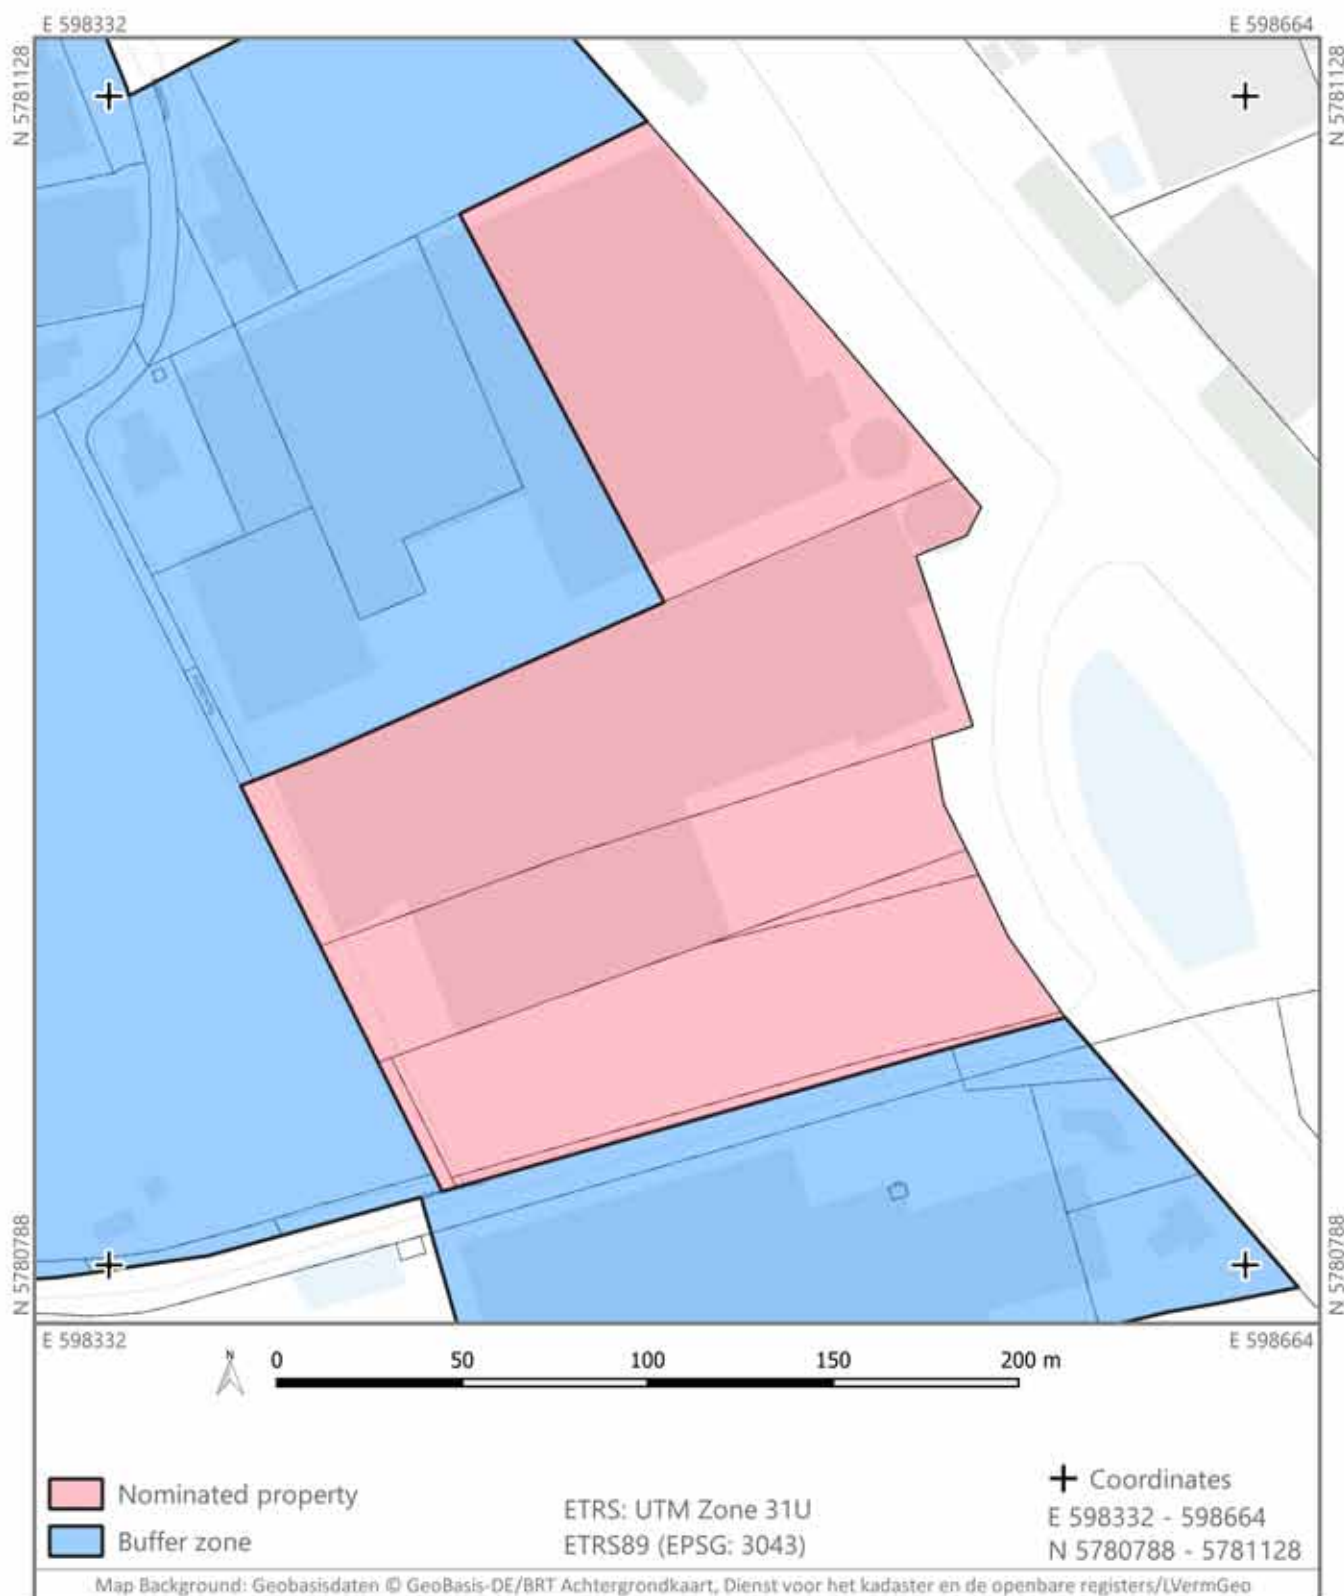 E 598332
E 598664
N 5781128
N 5781128
N 5780788
N 5780788
E 598332
E 598664
N
0 50 100 150 200 m
Nominated property
Buffer zone
ETRS: UTM Zone 31U
ETRS89 (EPSG: 3043)
Coordinates
E 598332 - 598664
N 5780788 - 5781128
Map Background: Geobasisdaten © GeoBasis-DE/BRT Achtergrondkaart, Dienst voor het kadaster en de openbare registers/LVermGeo